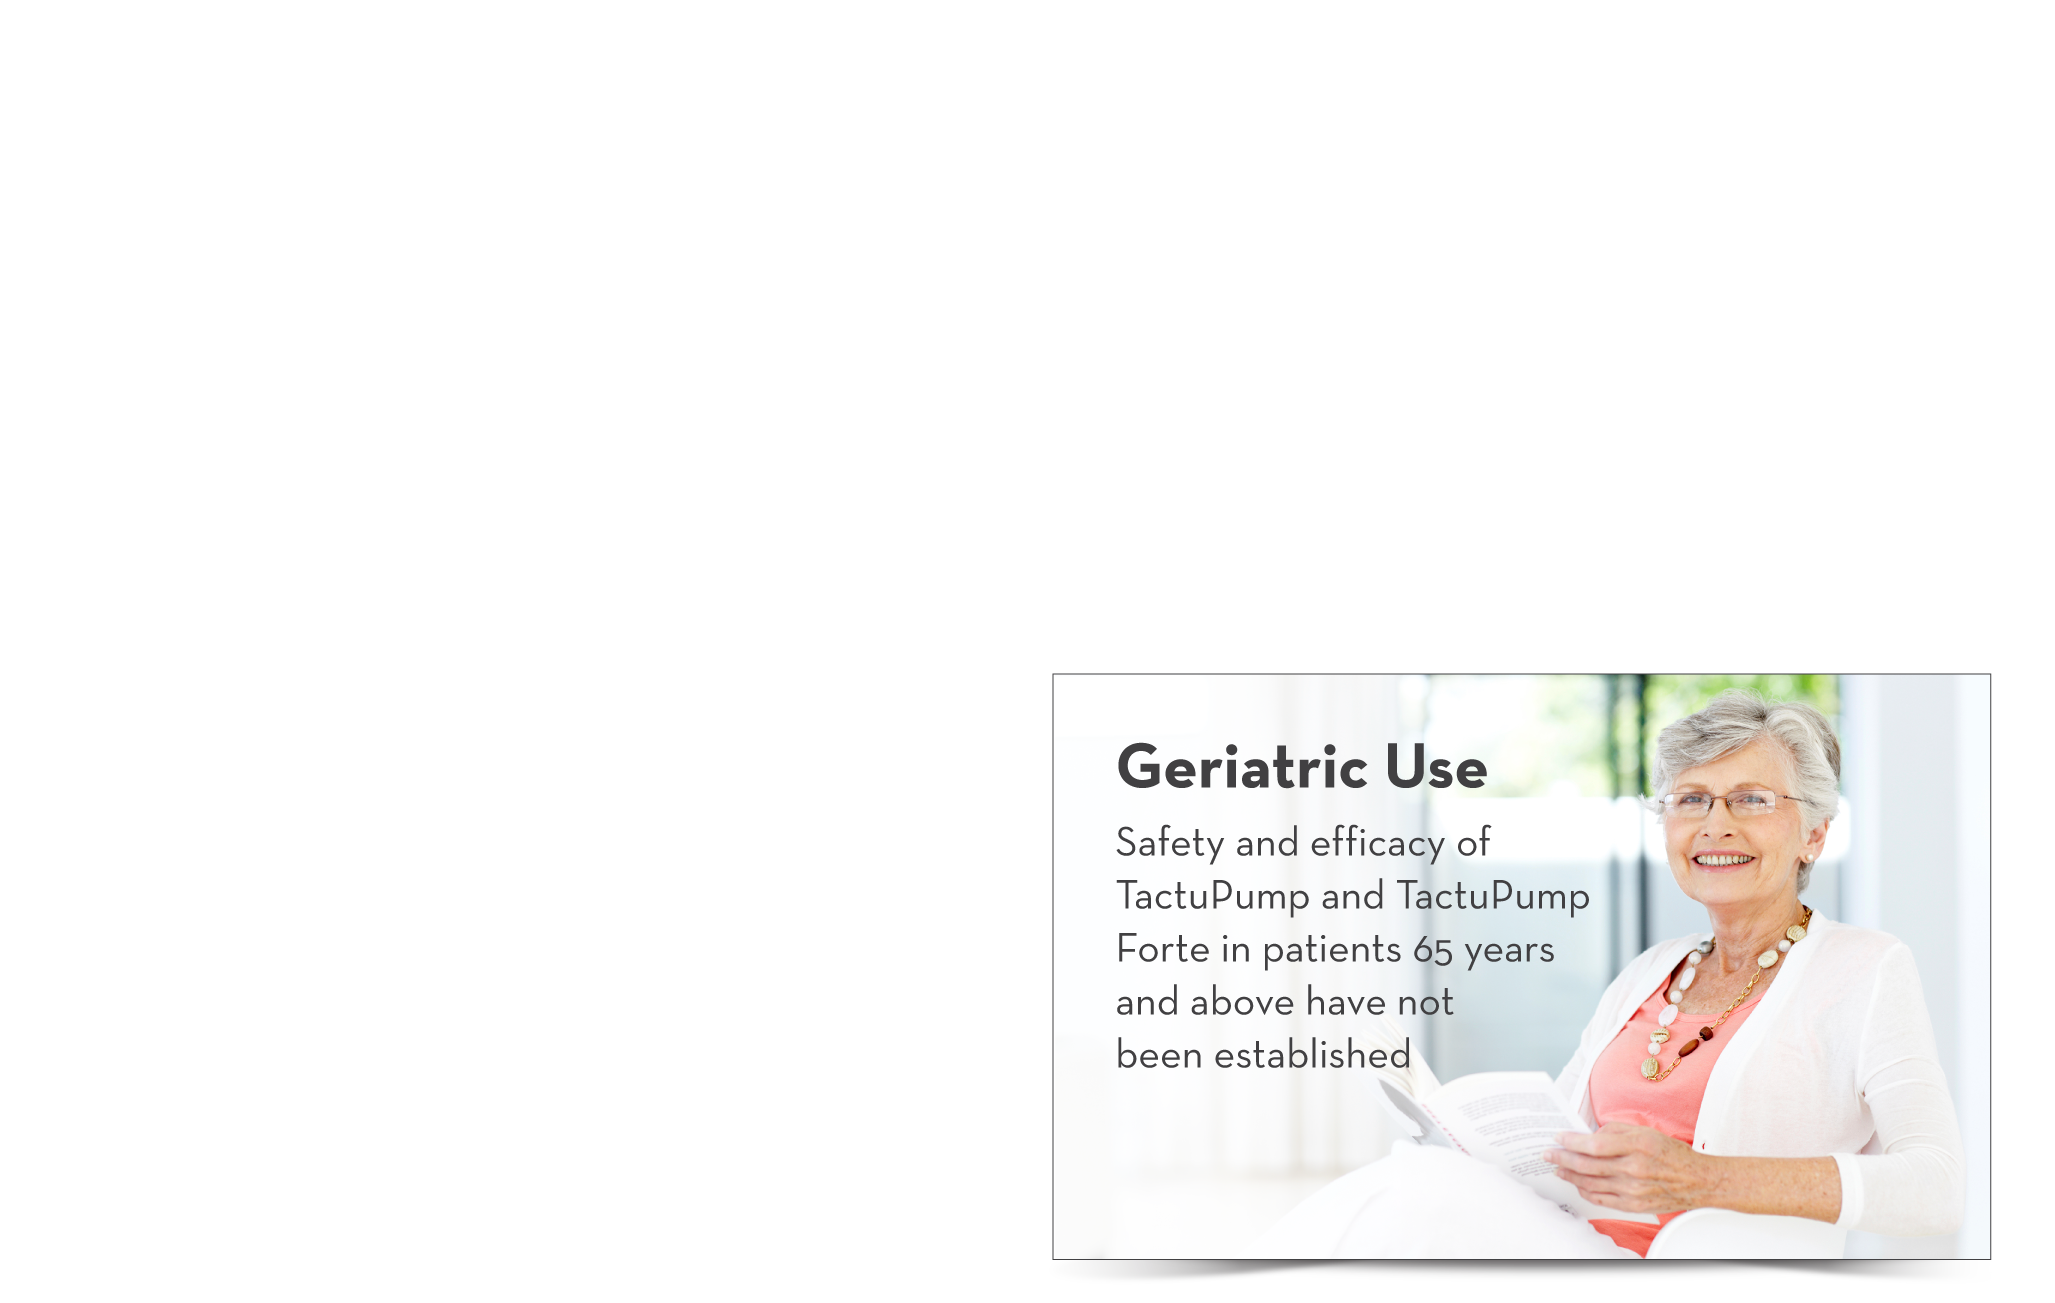 Geriatric Use
Safety and efficacy of
TactuPump and TactuPump
Forte in patients 65 years
and above have not
been established